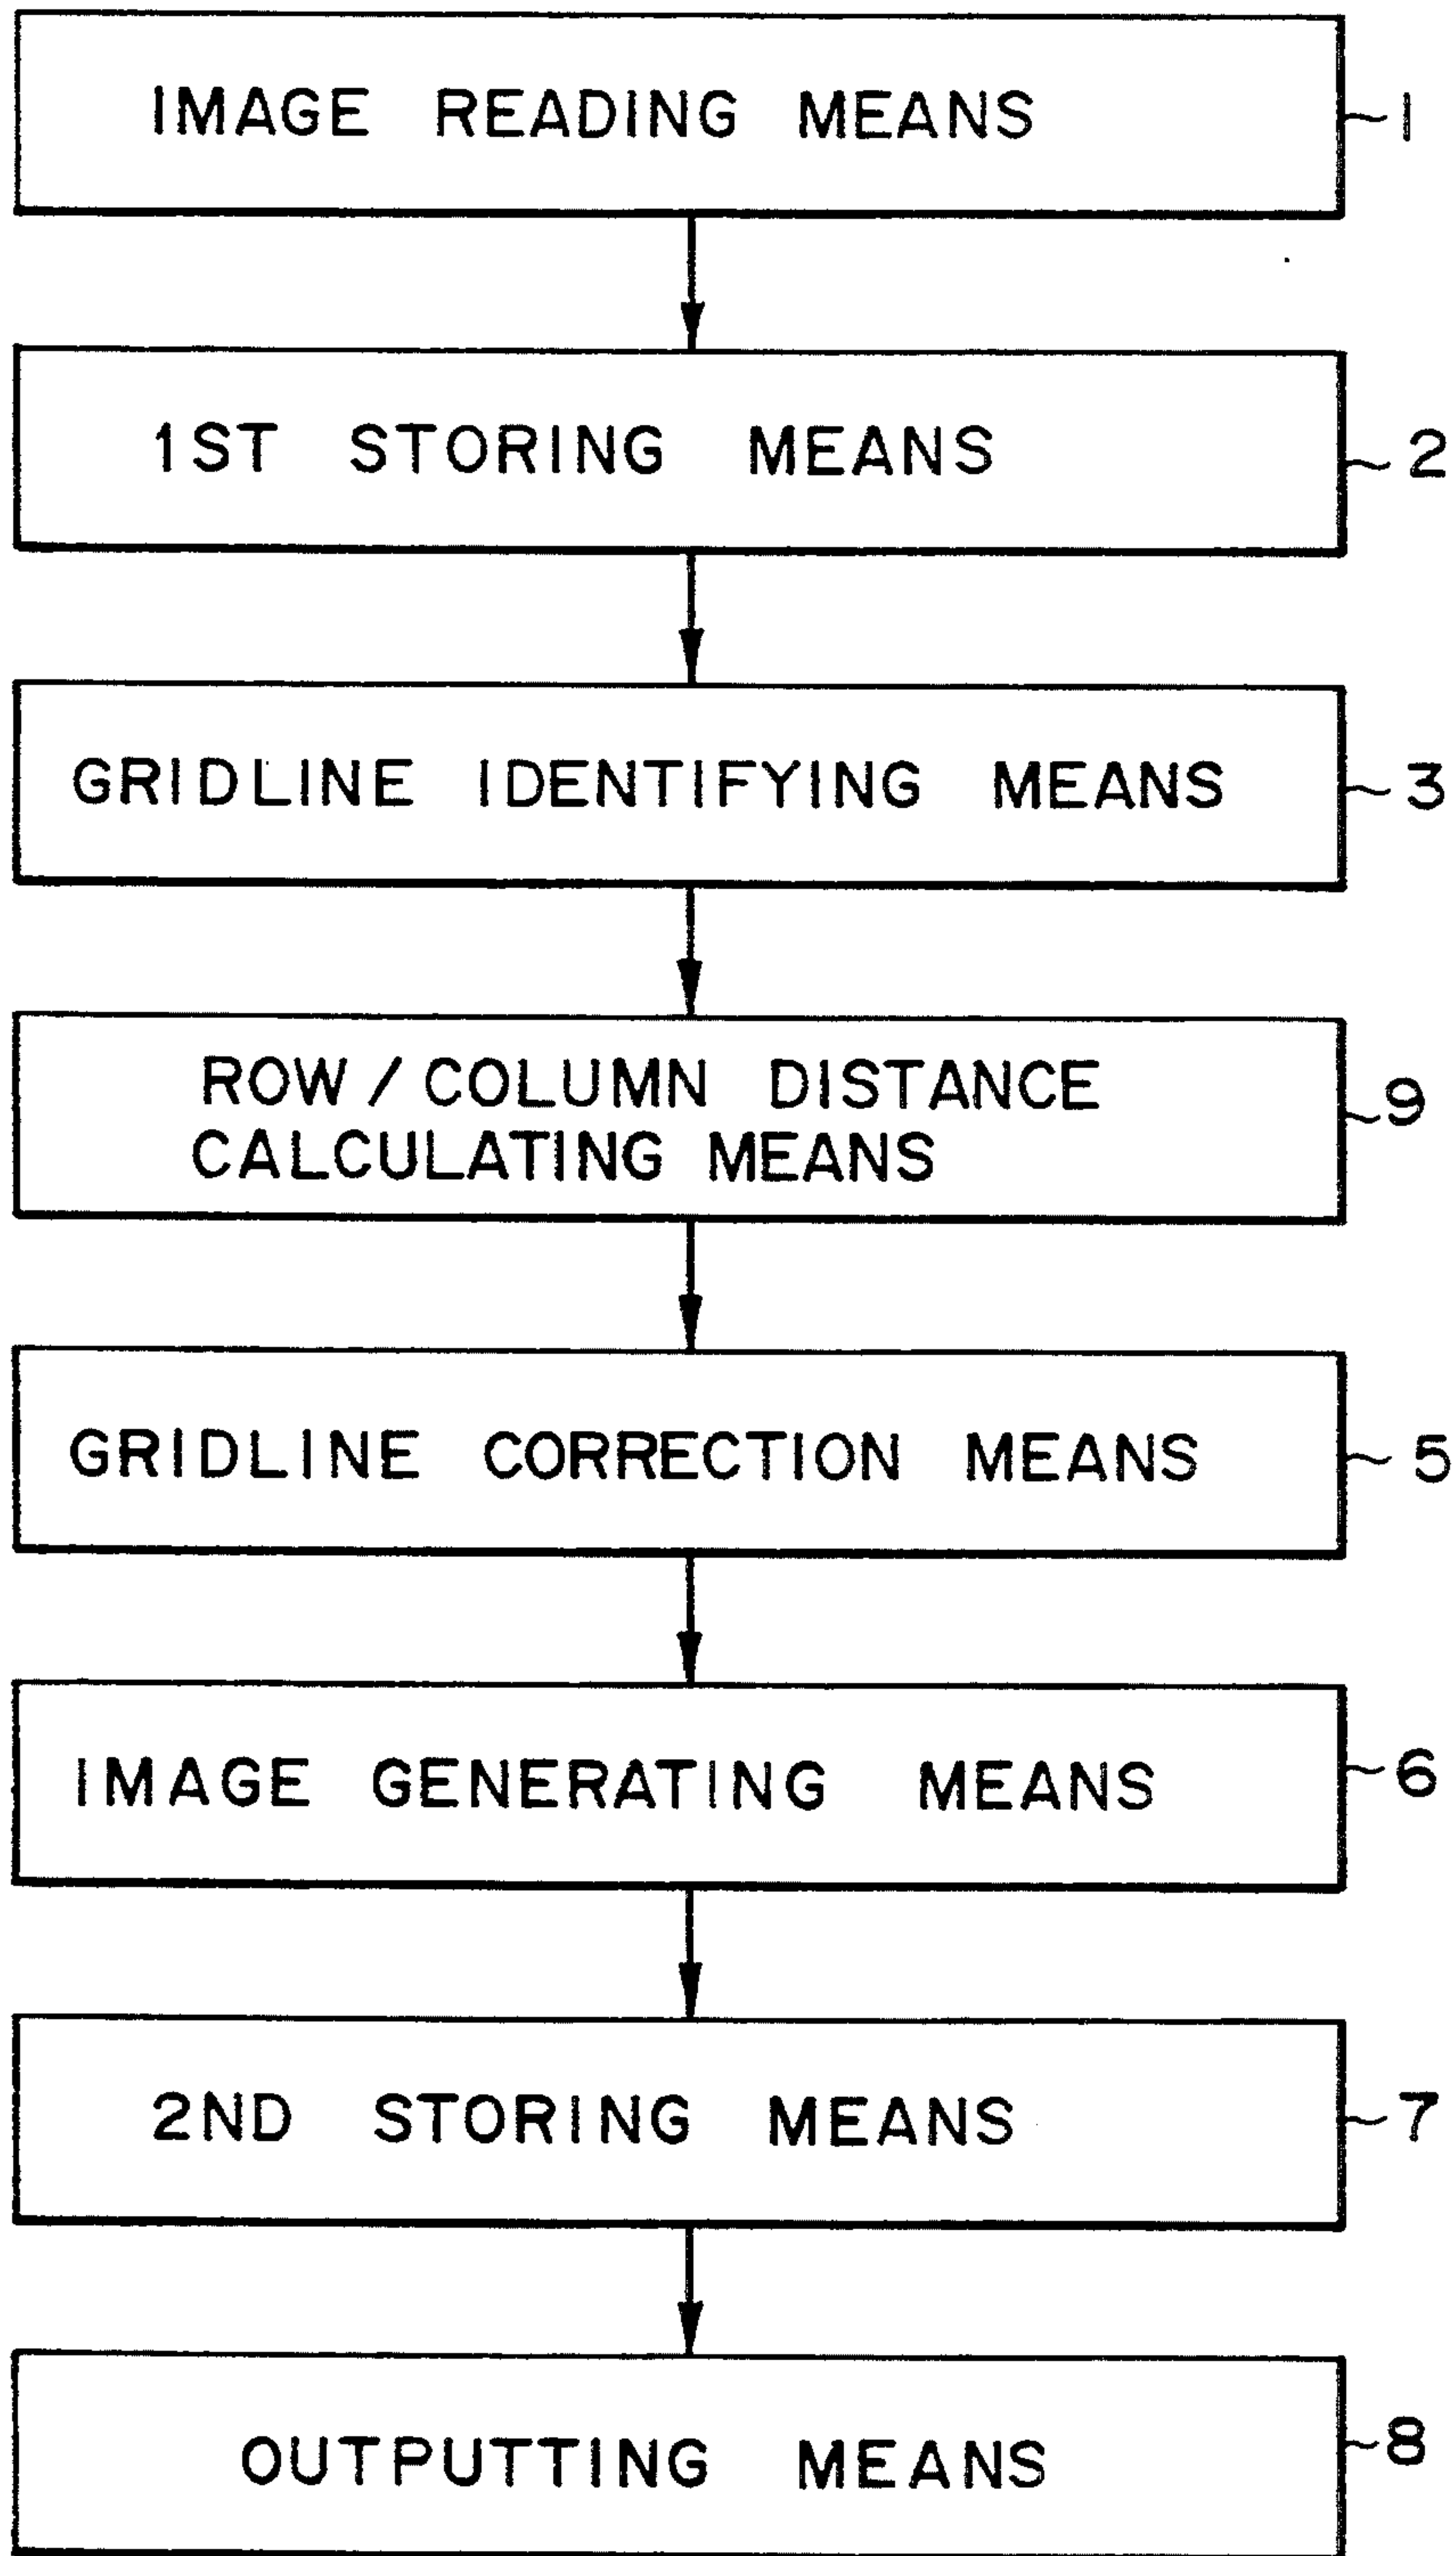 IMAGE READING MEANS
1
1ST STORING MEANS
2
GRIDLINE IDENTIFYING MEANS
3
ROW / COLUMN DISTANCE
CALCULATING MEANS
9
GRIDLINE CORRECTION MEANS
5
IMAGE GENERATING MEANS
6
2ND STORING MEANS
7
OUTPUTTING MEANS
8